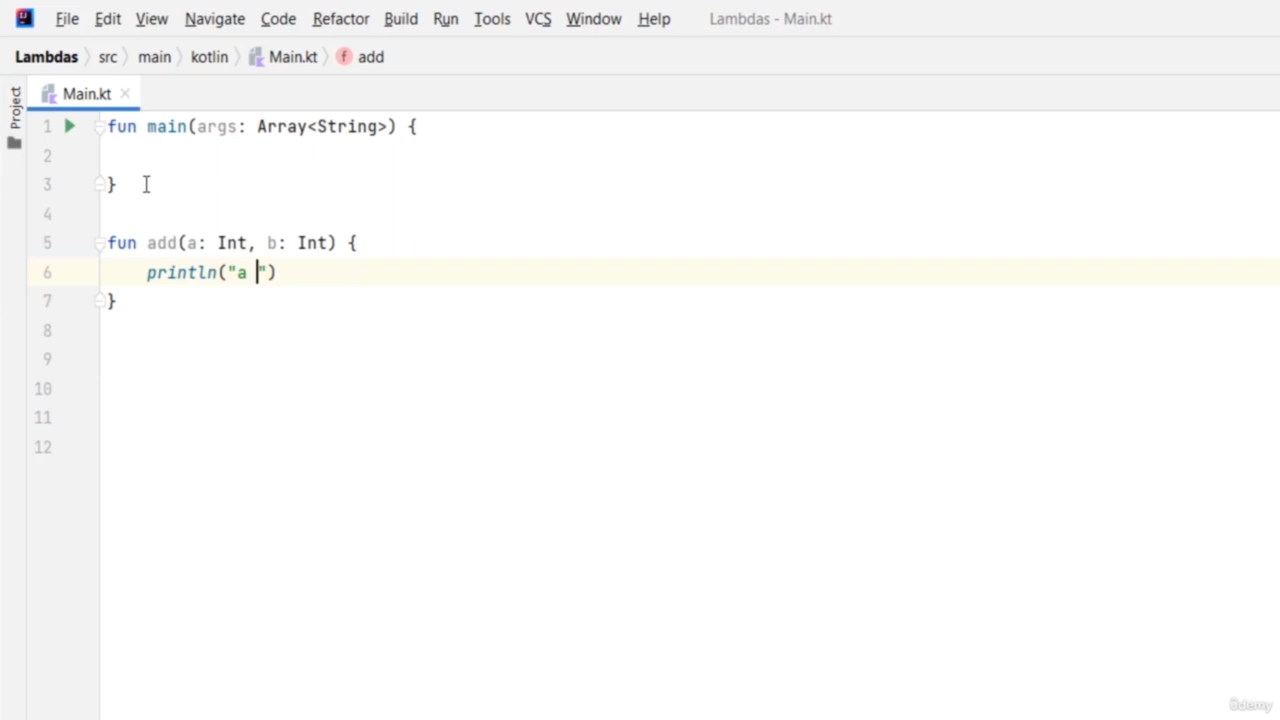 File Edit View Navigate Code Refactor Build Run Tools VCS Window Help Lambdas - Main.kt
Lambdas src main kotlin Main.kt f add
Project
Main.kt
1 fun main(args: Array<String>) {
2
3 }
4
5 fun add(a: Int, b: Int) {
6 println("a ")
7 }
8
9
10
11
12
ûdemy